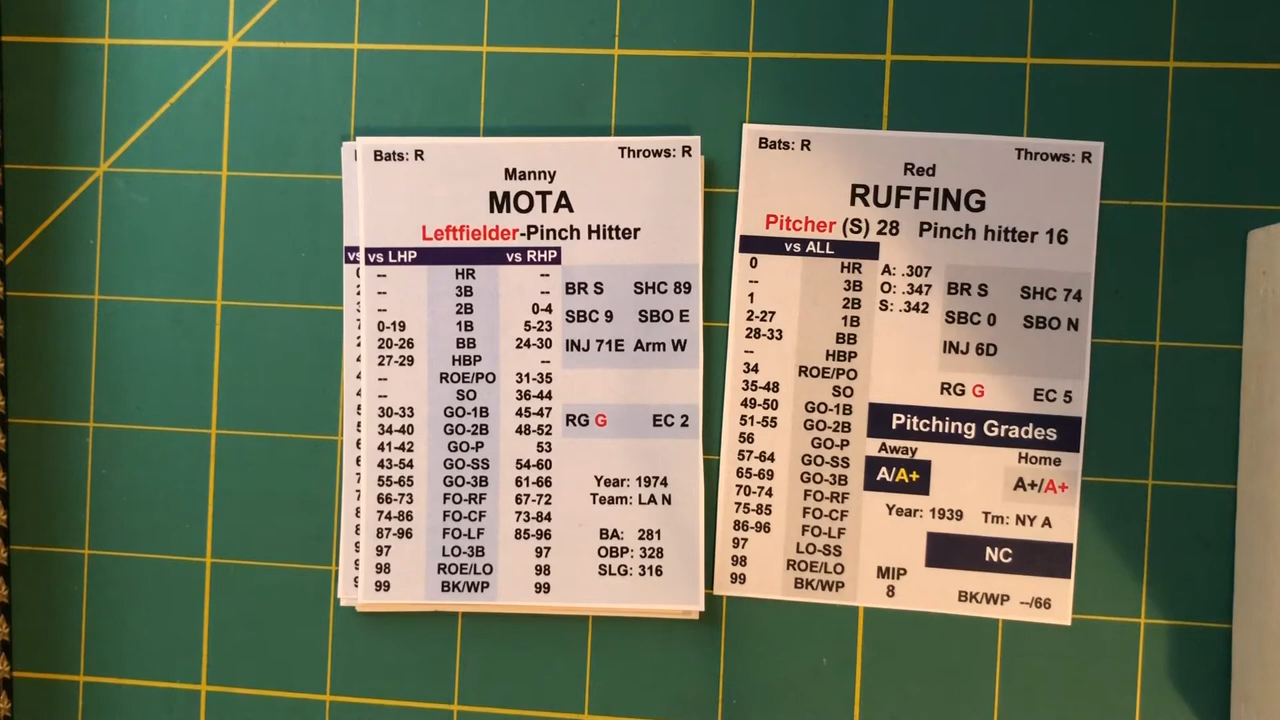 Bats: R Throws: R
Manny
MOTA
Leftfielder-Pinch Hitter
vs vs LHP vs RHP
-- HR --
-- 3B --
-- 2B 0-4
0-19 1B 5-23
20-26 BB 24-30
27-29 HBP --
-- ROE/PO 31-35
-- SO 36-44
30-33 GO-1B 45-47
34-40 GO-2B 48-52
41-42 GO-P 53
43-54 GO-SS 54-60
55-65 GO-3B 61-66
66-73 FO-RF 67-72
74-86 FO-CF 73-84
87-96 FO-LF 85-96
97 LO-3B 97
98 ROE/LO 98
99 BK/WP 99
BR S SHC 89
SBC 9 SBO E
INJ 71E Arm W
RG G EC 2
Year: 1974
Team: LA N
BA: 281
OBP: 328
SLG: 316
Bats: R Throws: R
Red
RUFFING
Pitcher (S) 28 Pinch hitter 16
vs ALL
0 HR
-- 3B
1 2B
2-27 1B
28-33 BB
-- HBP
34 ROE/PO
35-48 SO
49-50 GO-1B
51-55 GO-2B
56 GO-P
57-64 GO-SS
65-69 GO-3B
70-74 FO-RF
75-85 FO-CF
86-96 FO-LF
97 LO-SS
98 ROE/LO
99 BK/WP
A: .307
O: .347
S: .342
BR S SHC 74
SBC 0 SBO N
INJ 6D
RG G EC 5
Pitching Grades
Away Home
A/A+ A+/A+
Year: 1939 Tm: NY A
NC
MIP
8
BK/WP --/66